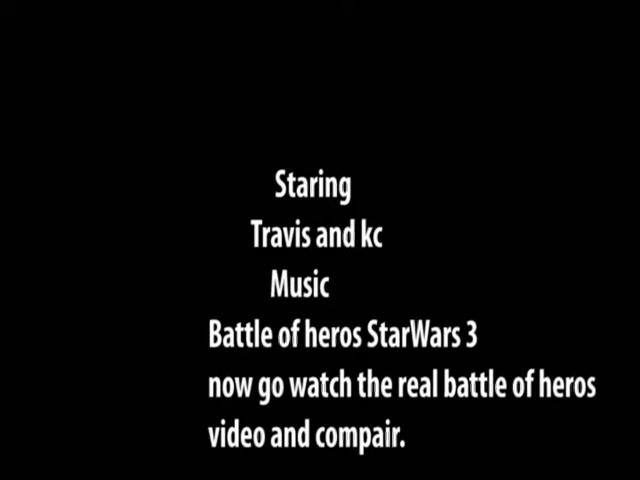 Staring
Travis and kc
Music
Battle of heros StarWars 3
now go watch the real battle of heros
video and compair.